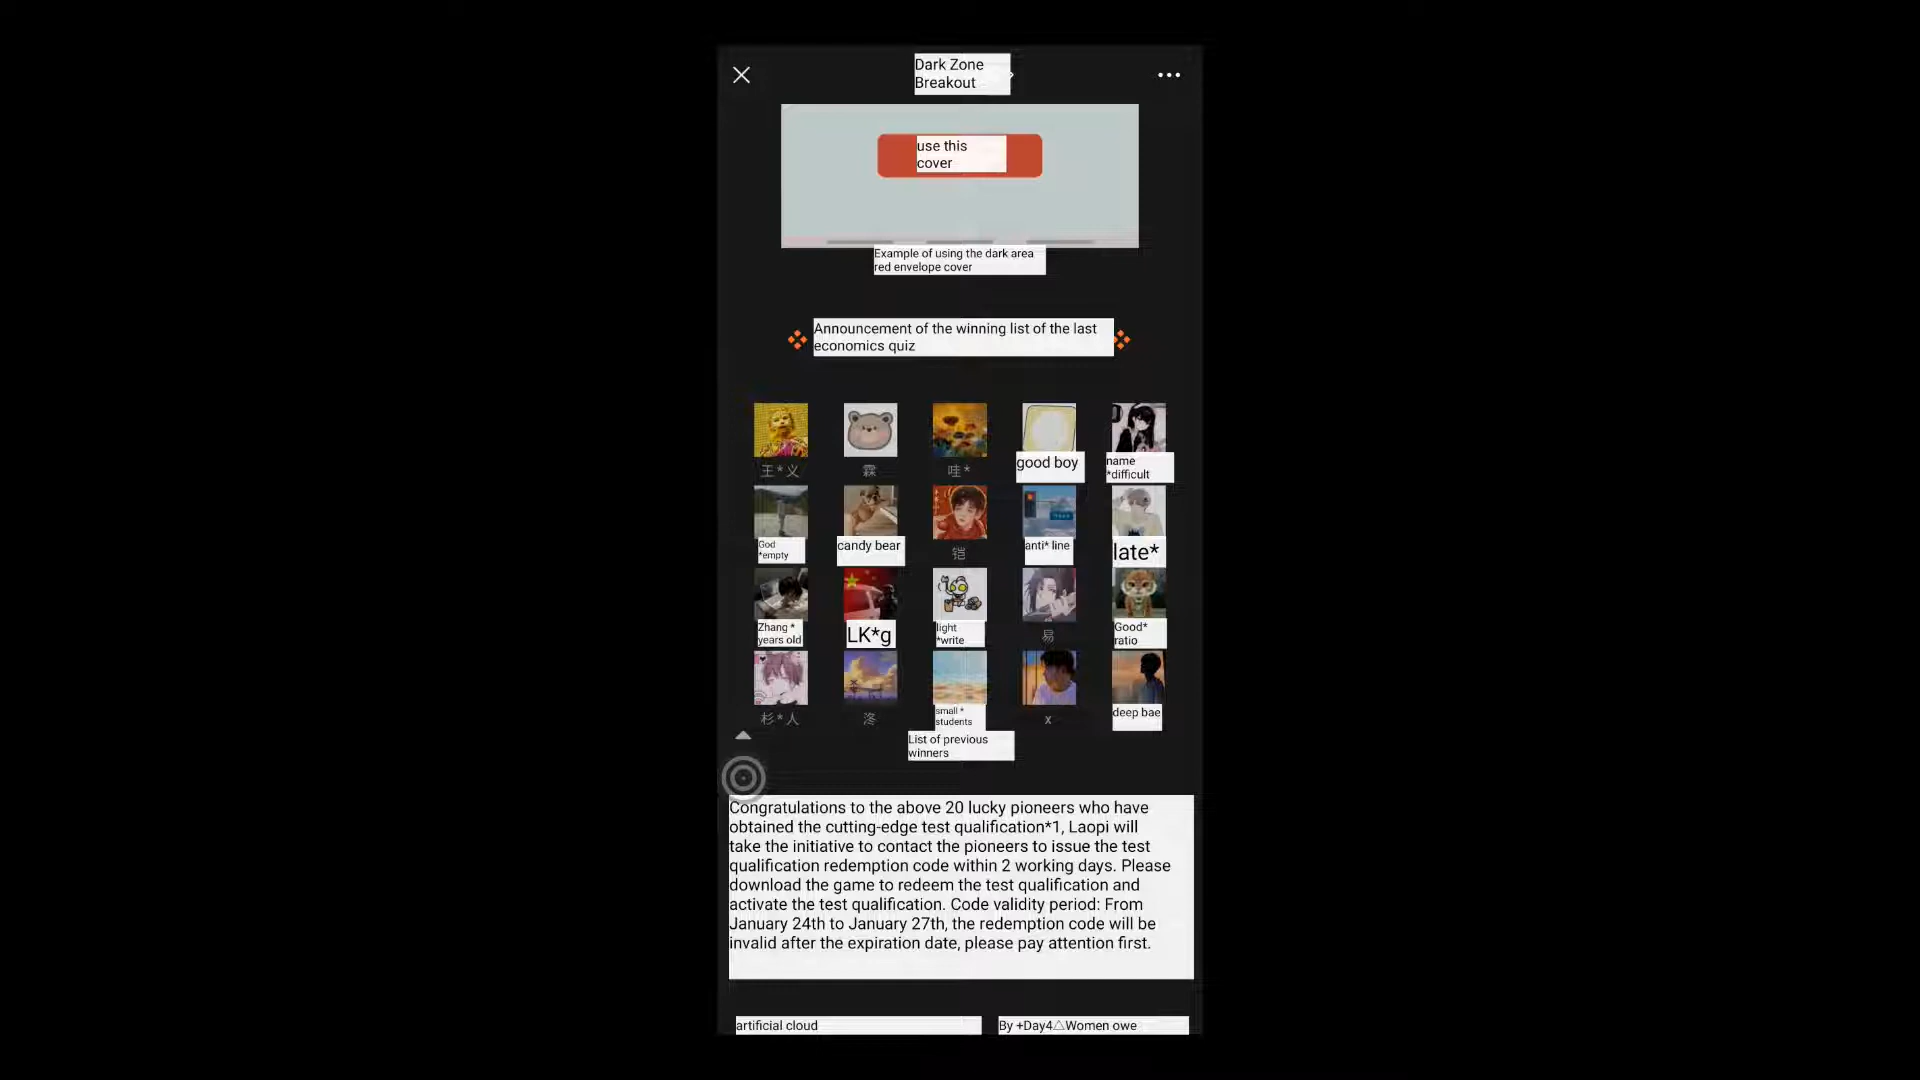 Dark Zone
Breakout
use this
cover
Example of using the dark area
red envelope cover
Announcement of the winning list of the last
economics quiz
王*义
霖
哇*
good boy
name
*difficult
God
*empty
candy bear
铠
anti* line
late*
Zhang *
years old
LK*g
light
*write
易
Good*
ratio
杉*人
洛
small *
students
x
deep bae
List of previous
winners
Congratulations to the above 20 lucky pioneers who have
obtained the cutting-edge test qualification*1, Laopi will
take the initiative to contact the pioneers to issue the test
qualification redemption code within 2 working days. Please
download the game to redeem the test qualification and
activate the test qualification. Code validity period: From
January 24th to January 27th, the redemption code will be
invalid after the expiration date, please pay attention first.
artificial cloud
By +Day4△Women owe